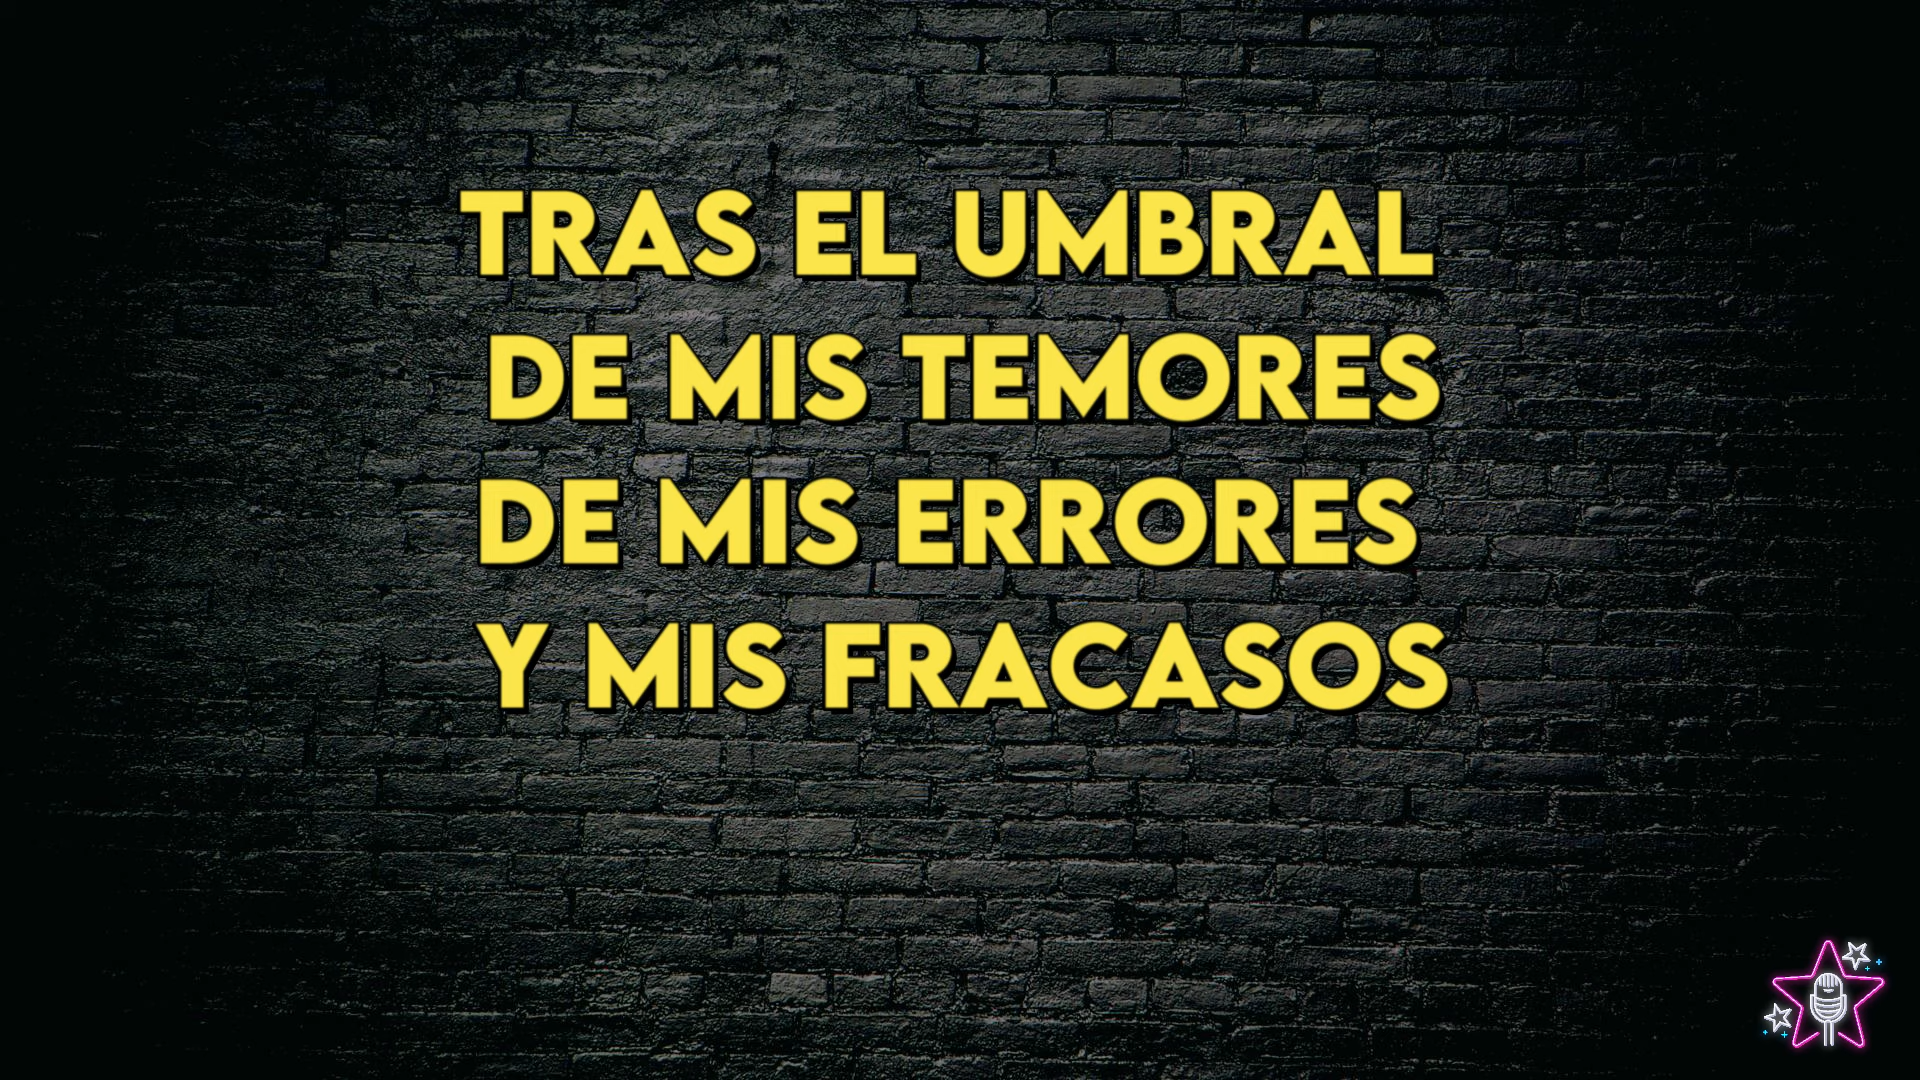 TRAS EL UMBRAL
DE MIS TEMORES
DE MIS ERRORES
Y MIS FRACASOS